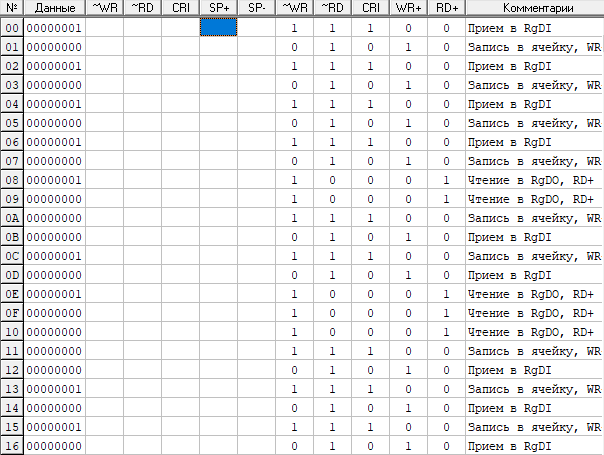 № Данные ~WR ~RD CRI SP+ SP- ~WR ~RD CRI WR+ RD+ Комментарии
00 00000001 1 1 1 0 0 Прием в RgDI
01 00000000 0 1 0 1 0 Запись в ячейку, WR
02 00000001 1 1 1 0 0 Прием в RgDI
03 00000000 0 1 0 1 0 Запись в ячейку, WR
04 00000001 1 1 1 0 0 Прием в RgDI
05 00000000 0 1 0 1 0 Запись в ячейку, WR
06 00000001 1 1 1 0 0 Прием в RgDI
07 00000000 0 1 0 1 0 Запись в ячейку, WR
08 00000001 1 0 0 0 1 Чтение в RgDO, RD+
09 00000000 1 0 0 0 1 Чтение в RgDO, RD+
0A 00000000 1 1 1 0 0 Запись в ячейку, WR
0B 00000000 0 1 0 1 0 Прием в RgDI
0C 00000001 1 1 1 0 0 Запись в ячейку, WR
0D 00000000 0 1 0 1 0 Прием в RgDI
0E 00000001 1 0 0 0 1 Чтение в RgDO, RD+
0F 00000000 1 0 0 0 1 Чтение в RgDO, RD+
10 00000000 1 0 0 0 1 Чтение в RgDO, RD+
11 00000000 1 1 1 0 0 Запись в ячейку, WR
12 00000000 0 1 0 1 0 Прием в RgDI
13 00000001 1 1 1 0 0 Запись в ячейку, WR
14 00000000 0 1 0 1 0 Прием в RgDI
15 00000001 1 1 1 0 0 Запись в ячейку, WR
16 00000000 0 1 0 1 0 Прием в RgDI